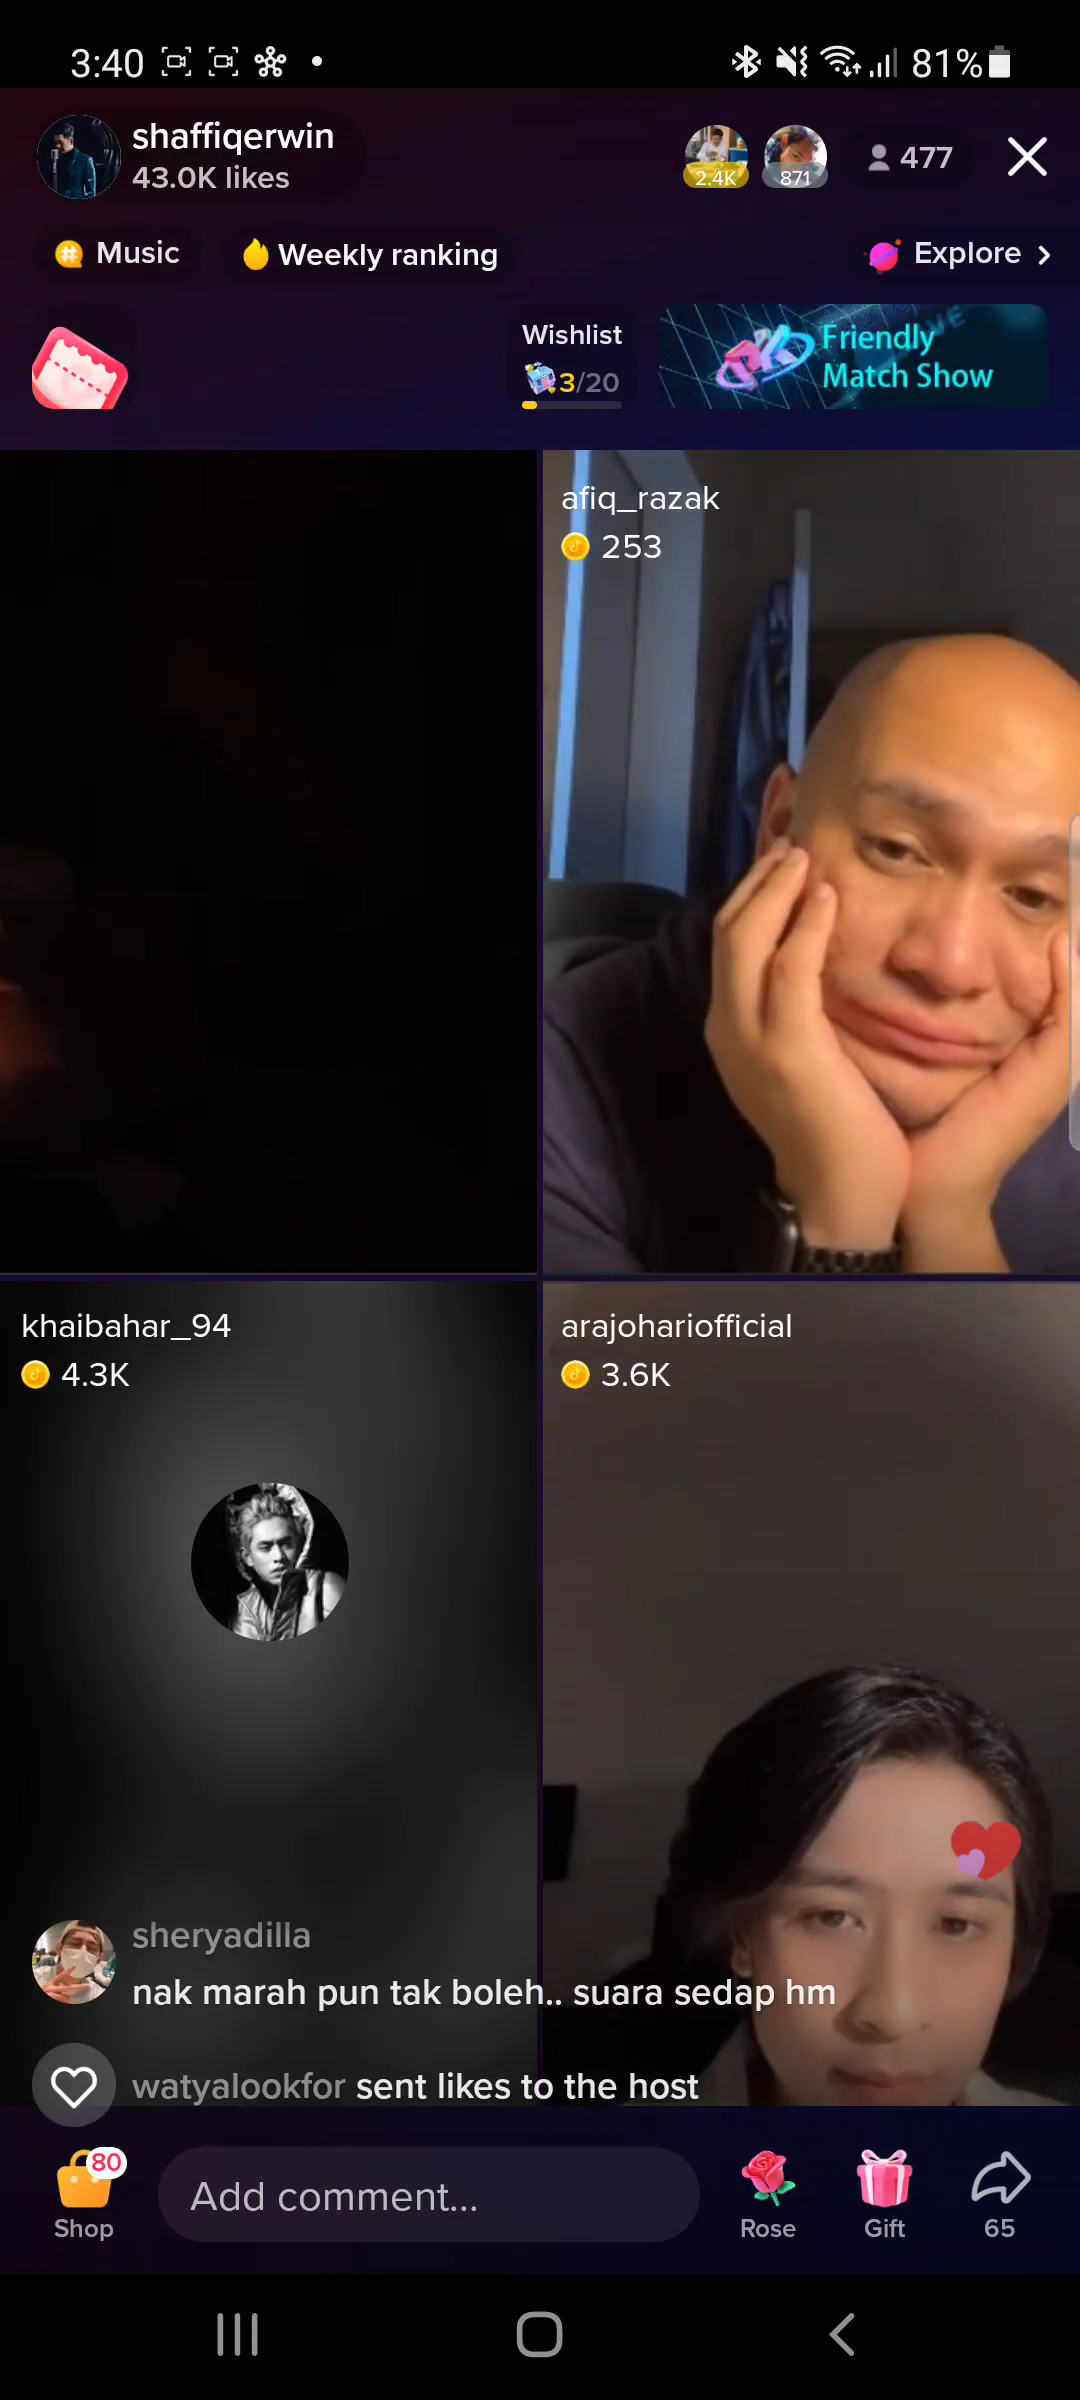 3:40
81%
shaffiqerwin
43.0K likes
2.4K
871
477
Music
Weekly ranking
Explore
Wishlist
3/20
Friendly
Match Show
afiq_razak
253
khaibahar_94
4.3K
arajohariofficial
3.6K
sheryadilla
nak marah pun tak boleh.. suara sedap hm
watyalookfor sent likes to the host
80
Shop
Add comment...
Rose
Gift
65